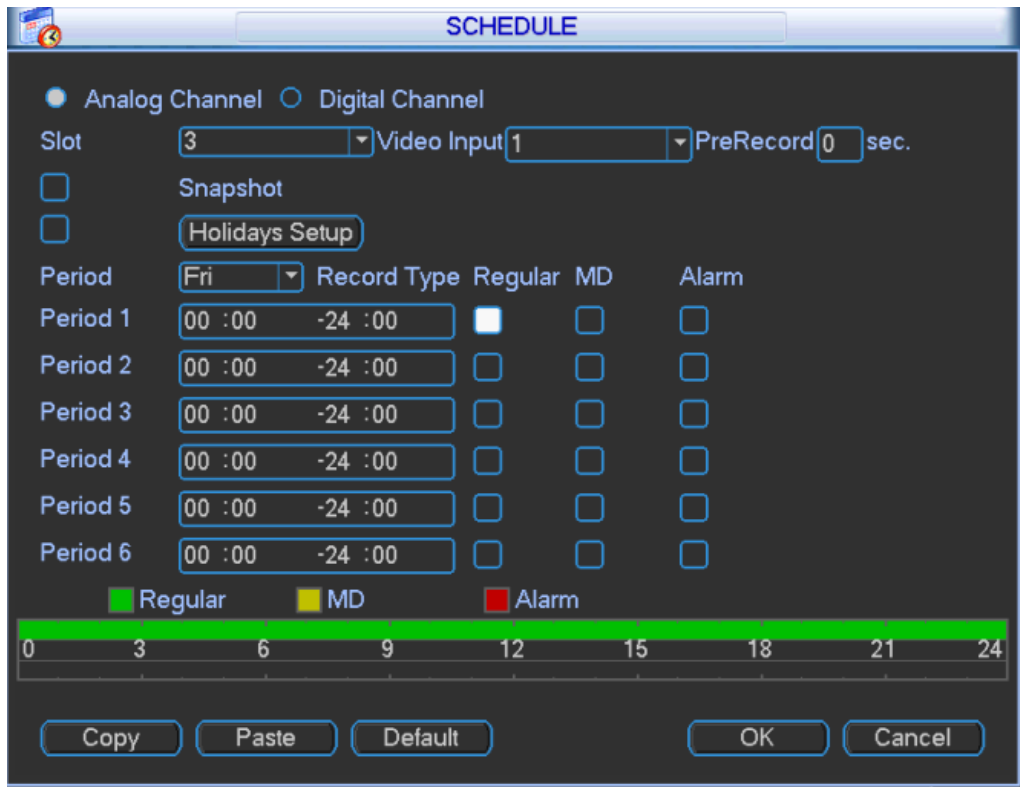 SCHEDULE
Analog Channel Digital Channel
Slot 3 Video Input 1 PreRecord 0 sec.
Snapshot
Holidays Setup
Period Fri Record Type Regular MD Alarm
Period 1 00 :00 -24 :00
Period 2 00 :00 -24 :00
Period 3 00 :00 -24 :00
Period 4 00 :00 -24 :00
Period 5 00 :00 -24 :00
Period 6 00 :00 -24 :00
Regular MD Alarm
0 3 6 9 12 15 18 21 24
Copy Paste Default OK Cancel